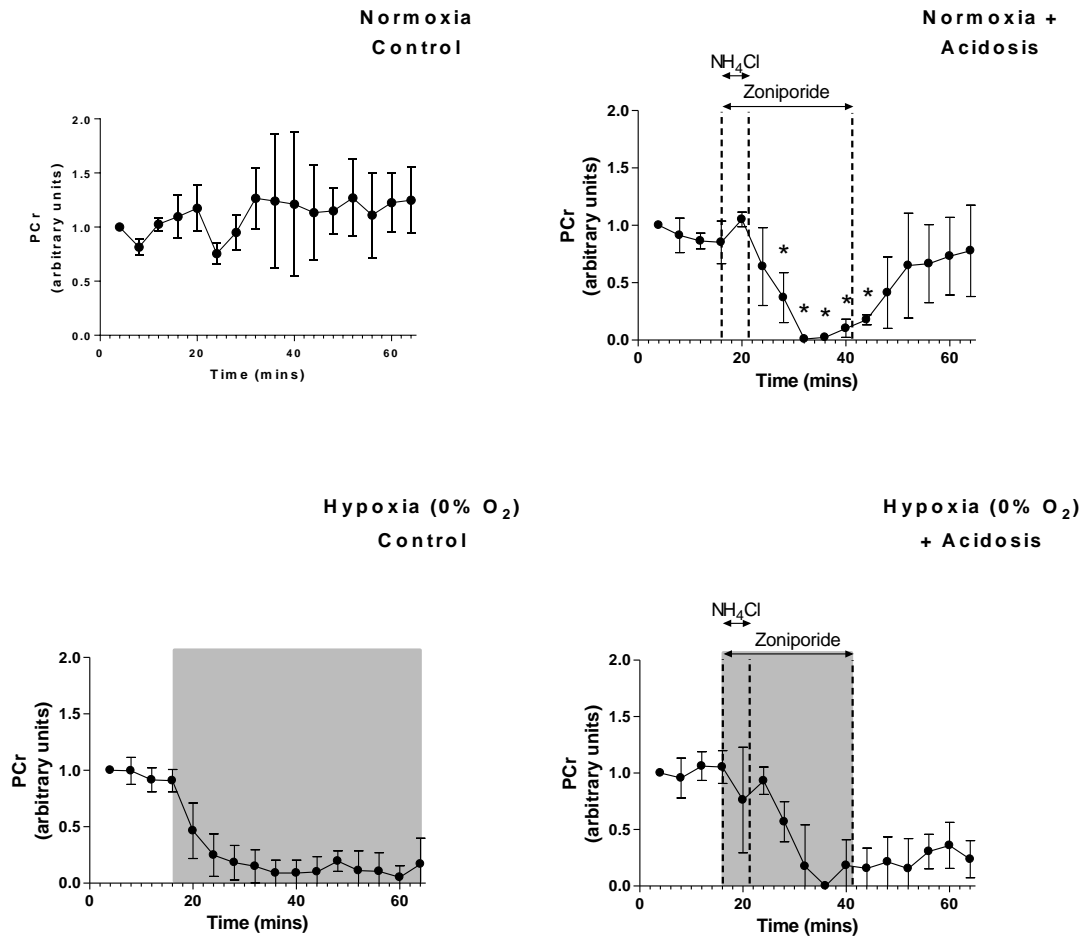 Normoxia
Control
2.0
1.5
1.0
0.5
0.0
PCr
(arbitrary units)
0 20 40 60
Time (mins)
Normoxia +
Acidosis
NH4Cl
Zoniporide
2.0
1.5
1.0
0.5
0.0
PCr
(arbitrary units)
* * * * *
0 20 40 60
Time (mins)
Hypoxia (0% O2)
Control
2.0
1.5
1.0
0.5
0.0
PCr
(arbitrary units)
0 20 40 60
Time (mins)
Hypoxia (0% O2)
+ Acidosis
NH4Cl
Zoniporide
2.0
1.5
1.0
0.5
0.0
PCr
(arbitrary units)
0 20 40 60
Time (mins)